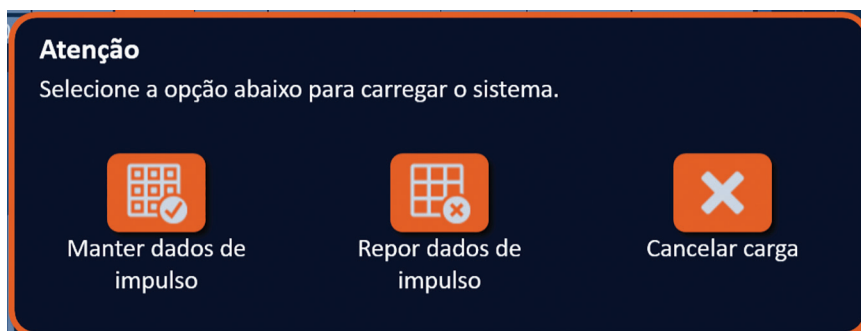 Atenção
Selecione a opção abaixo para carregar o sistema.
Manter dados de
impulso
Repor dados de
impulso
Cancelar carga